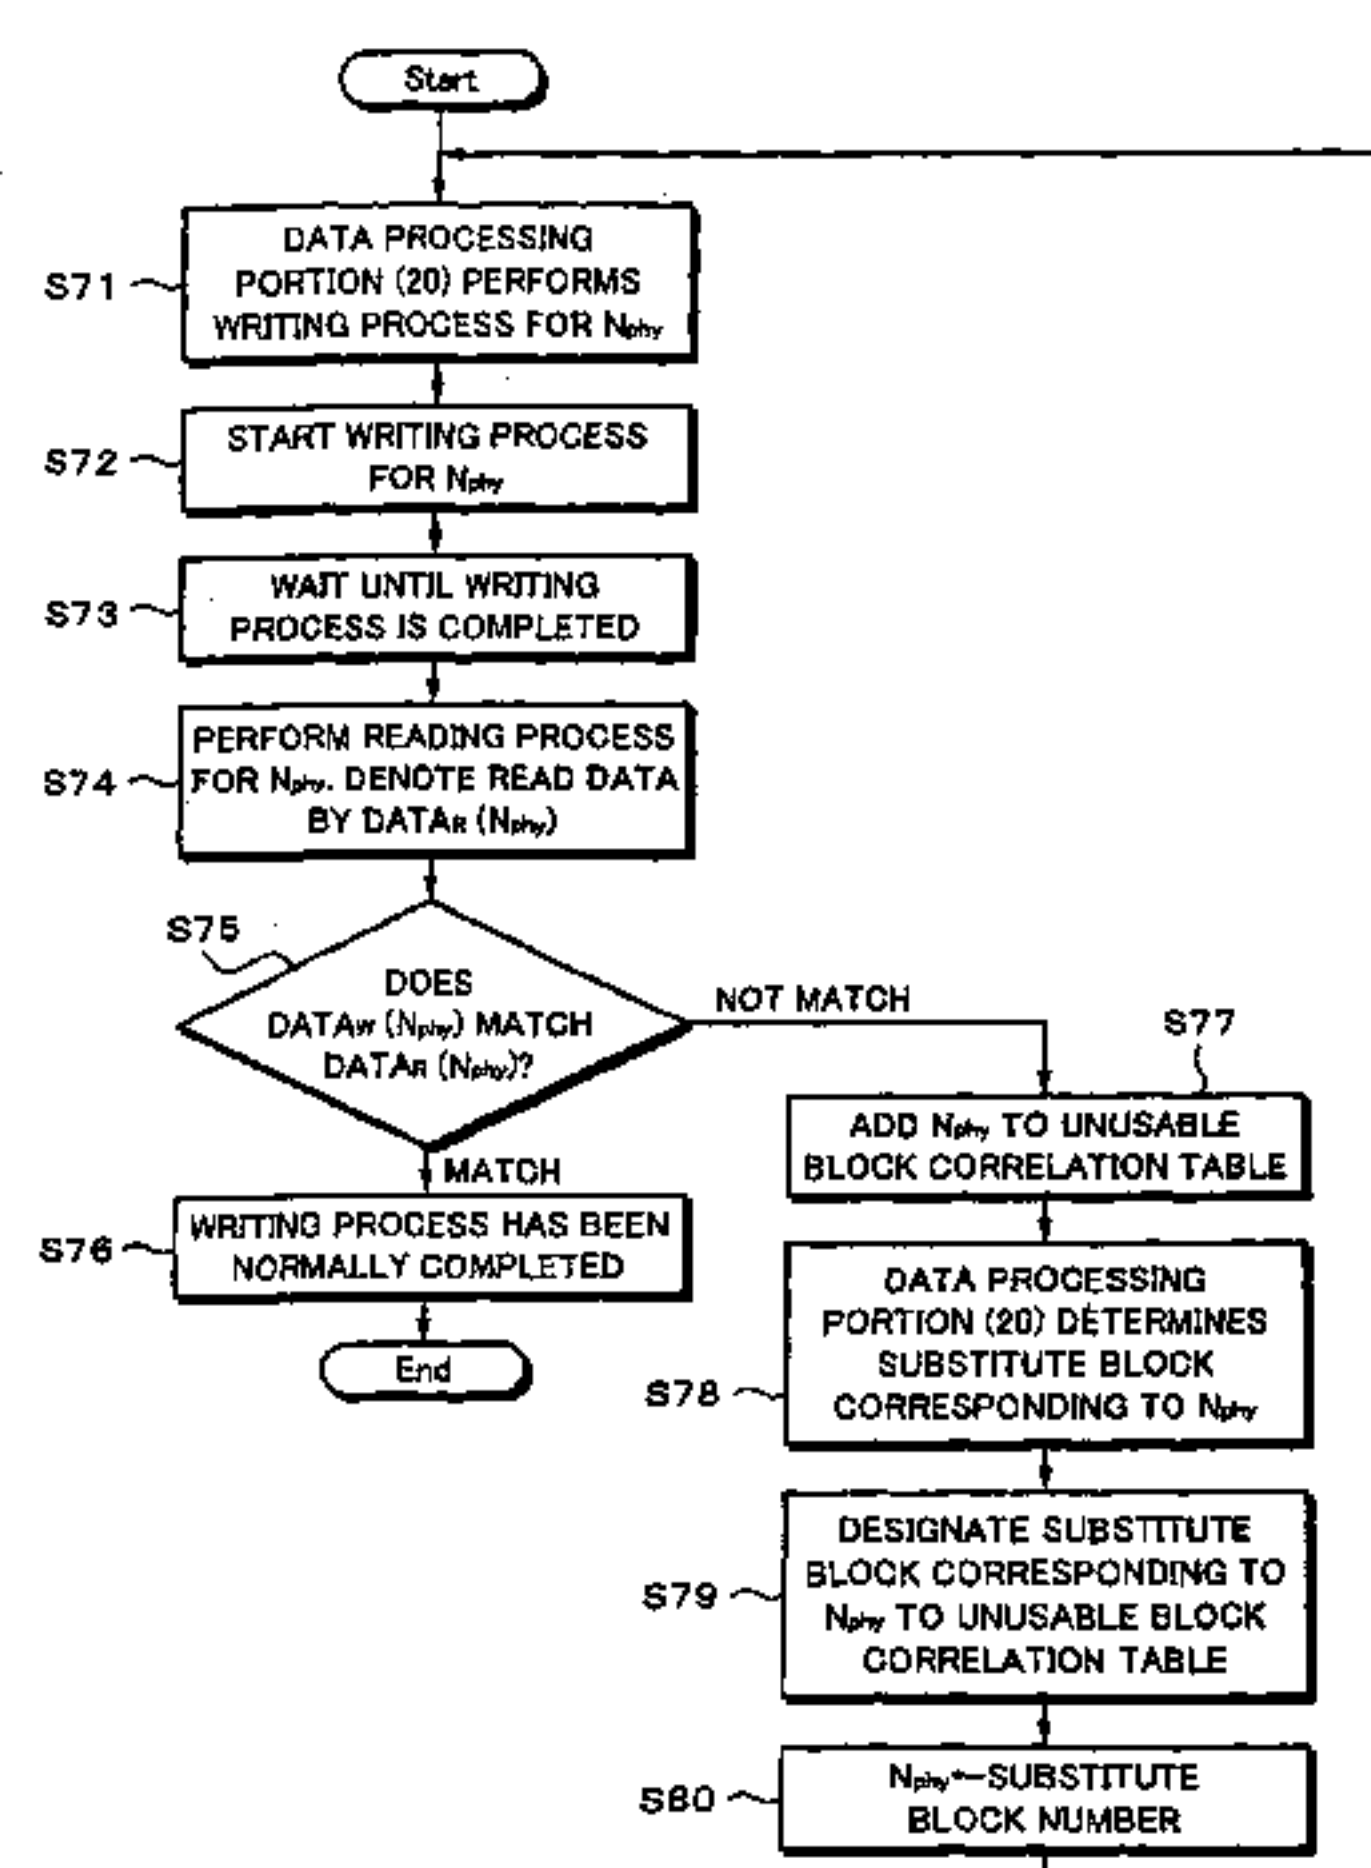 Start
S71
DATA PROCESSING
PORTION (20) PERFORMS
WRITING PROCESS FOR Nphy
S72
START WRITING PROCESS
FOR Nphy
S73
WAIT UNTIL WRITING
PROCESS IS COMPLETED
S74
PERFORM READING PROCESS
FOR Nphy. DENOTE READ DATA
BY DATAR (Nphy)
S75
DOES
DATAW (Nphy) MATCH
DATAR (Nphy)?
NOT MATCH
MATCH
S76
WRITING PROCESS HAS BEEN
NORMALLY COMPLETED
End
S77
ADD Nphy TO UNUSABLE
BLOCK CORRELATION TABLE
S78
DATA PROCESSING
PORTION (20) DETERMINES
SUBSTITUTE BLOCK
CORRESPONDING TO Nphy
S79
DESIGNATE SUBSTITUTE
BLOCK CORRESPONDING TO
Nphy TO UNUSABLE BLOCK
CORRELATION TABLE
S80
Nphy←SUBSTITUTE
BLOCK NUMBER